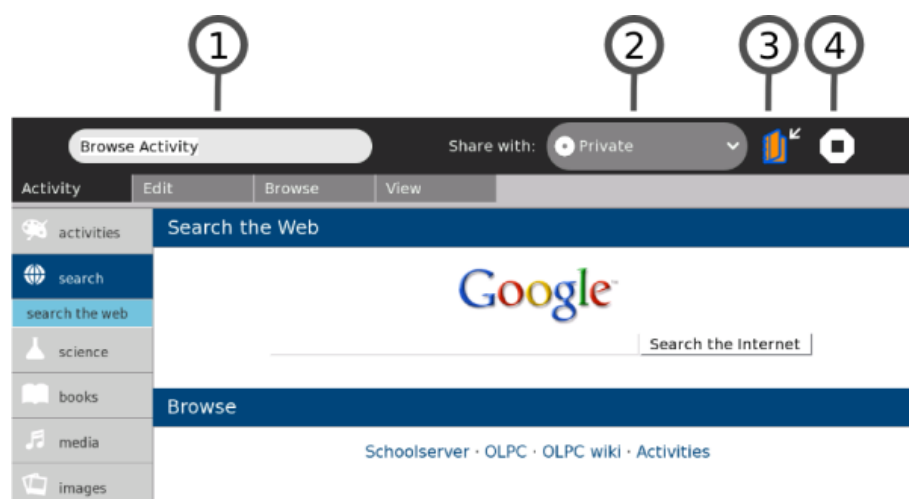 1 2 3 4
Browse Activity Share with: Private
Activity Edit Browse View
activities
Search the Web
search
Google™
search the web
Search the Internet
science
books
Browse
media
Schoolserver · OLPC · OLPC wiki · Activities
images